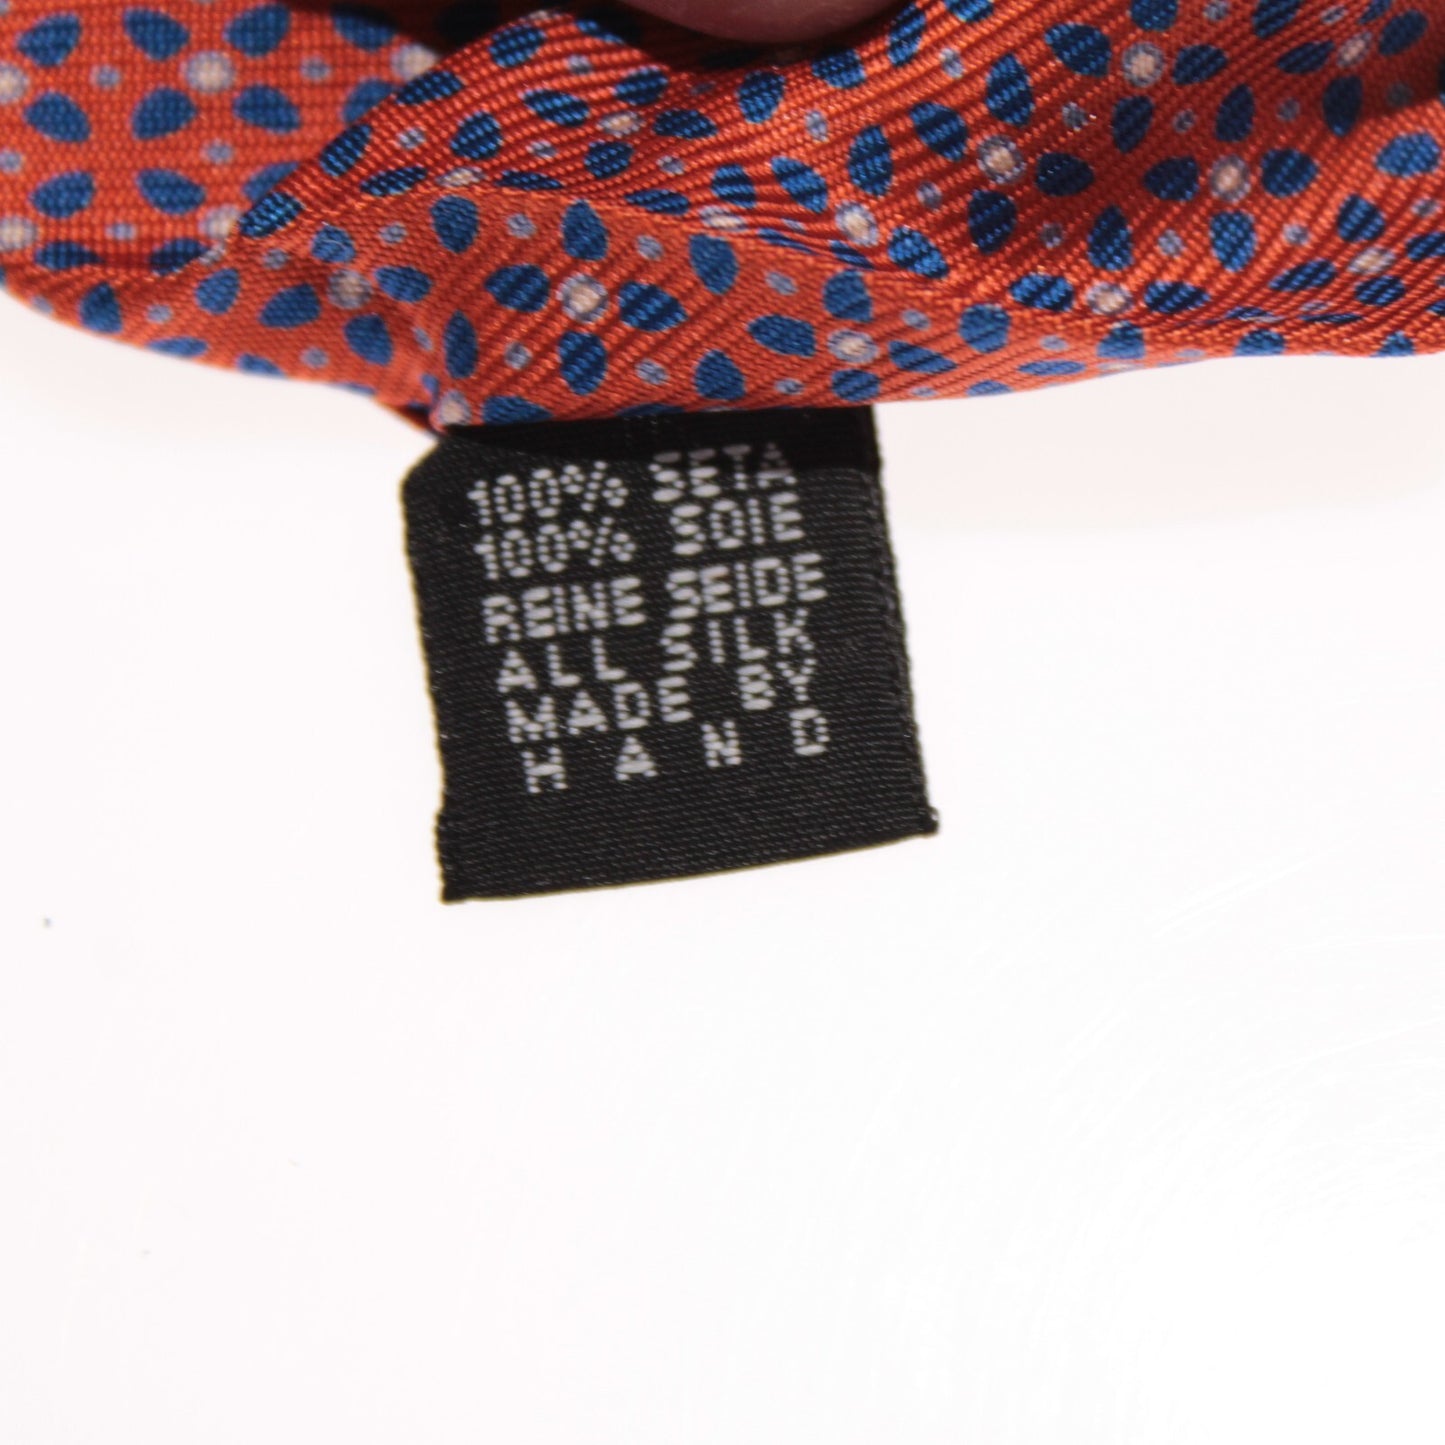 100% SETA
100% SOIE
REINE SEIDE
ALL SILK
MADE BY
HAND